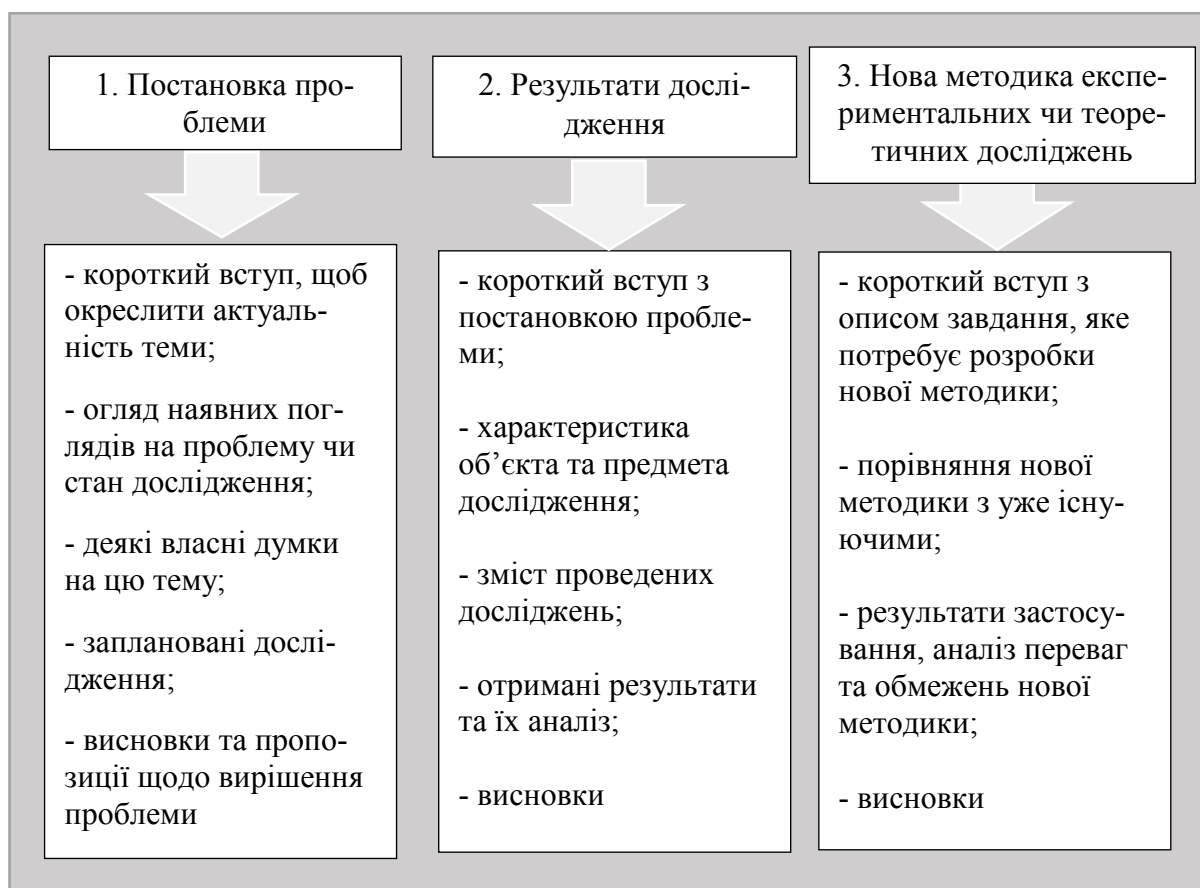 1. Постановка про-
блеми
2. Результати дослі-
дження
3. Нова методика експе-
риментальних чи теоре-
тичних досліджень
- короткий вступ, щоб
окреслити актуаль-
ність теми;
- огляд наявних пог-
лядів на проблему чи
стан дослідження;
- деякі власні думки
на цю тему;
- заплановані дослі-
дження;
- висновки та пропо-
зиції щодо вирішення
проблеми
- короткий вступ з
постановкою пробле-
ми;
- характеристика
об’єкта та предмета
дослідження;
- зміст проведених
досліджень;
- отримані результати
та їх аналіз;
- висновки
- короткий вступ з
описом завдання, яке
потребує розробки
нової методики;
- порівняння нової
методики з уже існу-
ючими;
- результати застосу-
вання, аналіз переваг
та обмежень нової
методики;
- висновки